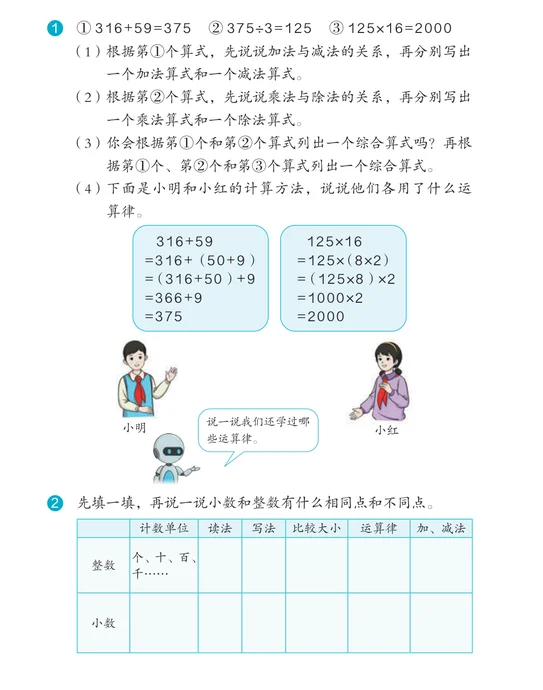 1 ① 316+59=375 ② 375÷3=125 ③ 125×16=2000
（1）根据第①个算式，先说说加法与减法的关系，再分别写出
一个加法算式和一个减法算式。
（2）根据第②个算式，先说说乘法与除法的关系，再分别写出
一个乘法算式和一个除法算式。
（3）你会根据第①个和第②个算式列出一个综合算式吗？再根
据第①个、第②个和第③个算式列出一个综合算式。
（4）下面是小明和小红的计算方法，说说他们各用了什么运
算律。
316+59
=316+（50+9）
=（316+50）+9
=366+9
=375
125×16
=125×（8×2）
=（125×8）×2
=1000×2
=2000
小明
说一说我们还学过哪
些运算律。
小红
2 先填一填，再说一说小数和整数有什么相同点和不同点。
计数单位 读法 写法 比较大小 运算律 加、减法
整数 个、十、百、
千……
小数